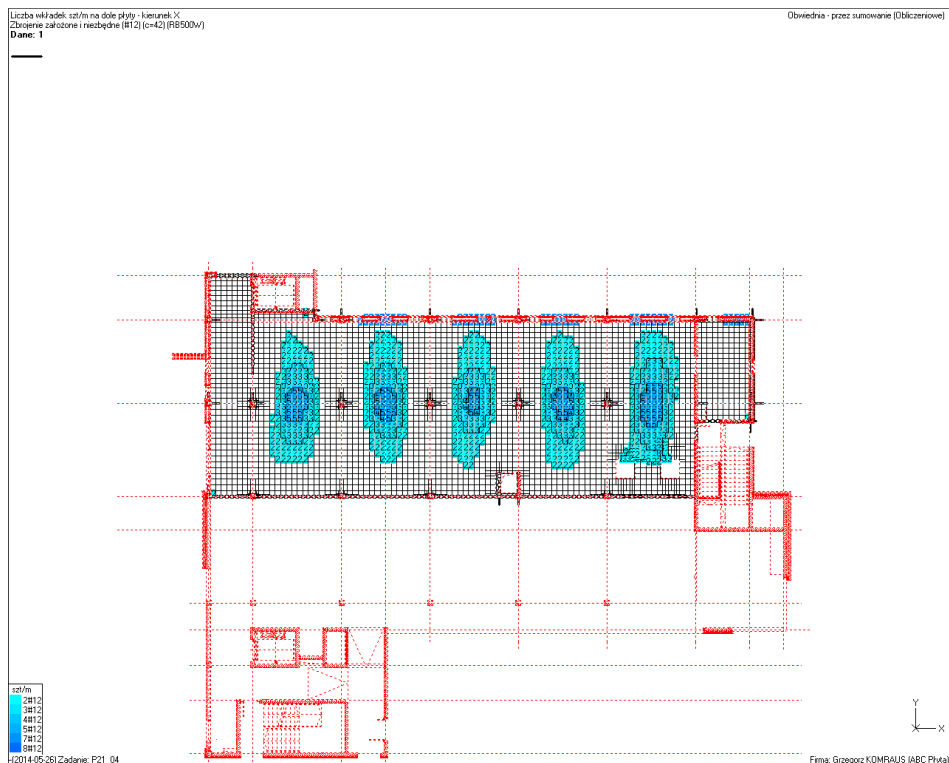 Liczba wkładek szt/m na dole płyty - kierunek X
Obwiednia - przez sumowanie (Obliczeniowe)
Zbrojenie założone i niezbędne (#12) (c=42) (RB500W)
Dane: 1
szt/m
2#12
3#12
4#12
5#12
7#12
8#12
Y
X
(2014-05-26) Zadanie: P21_04
Firma: Grzegorz KOMRAUS (ABC Płyta)